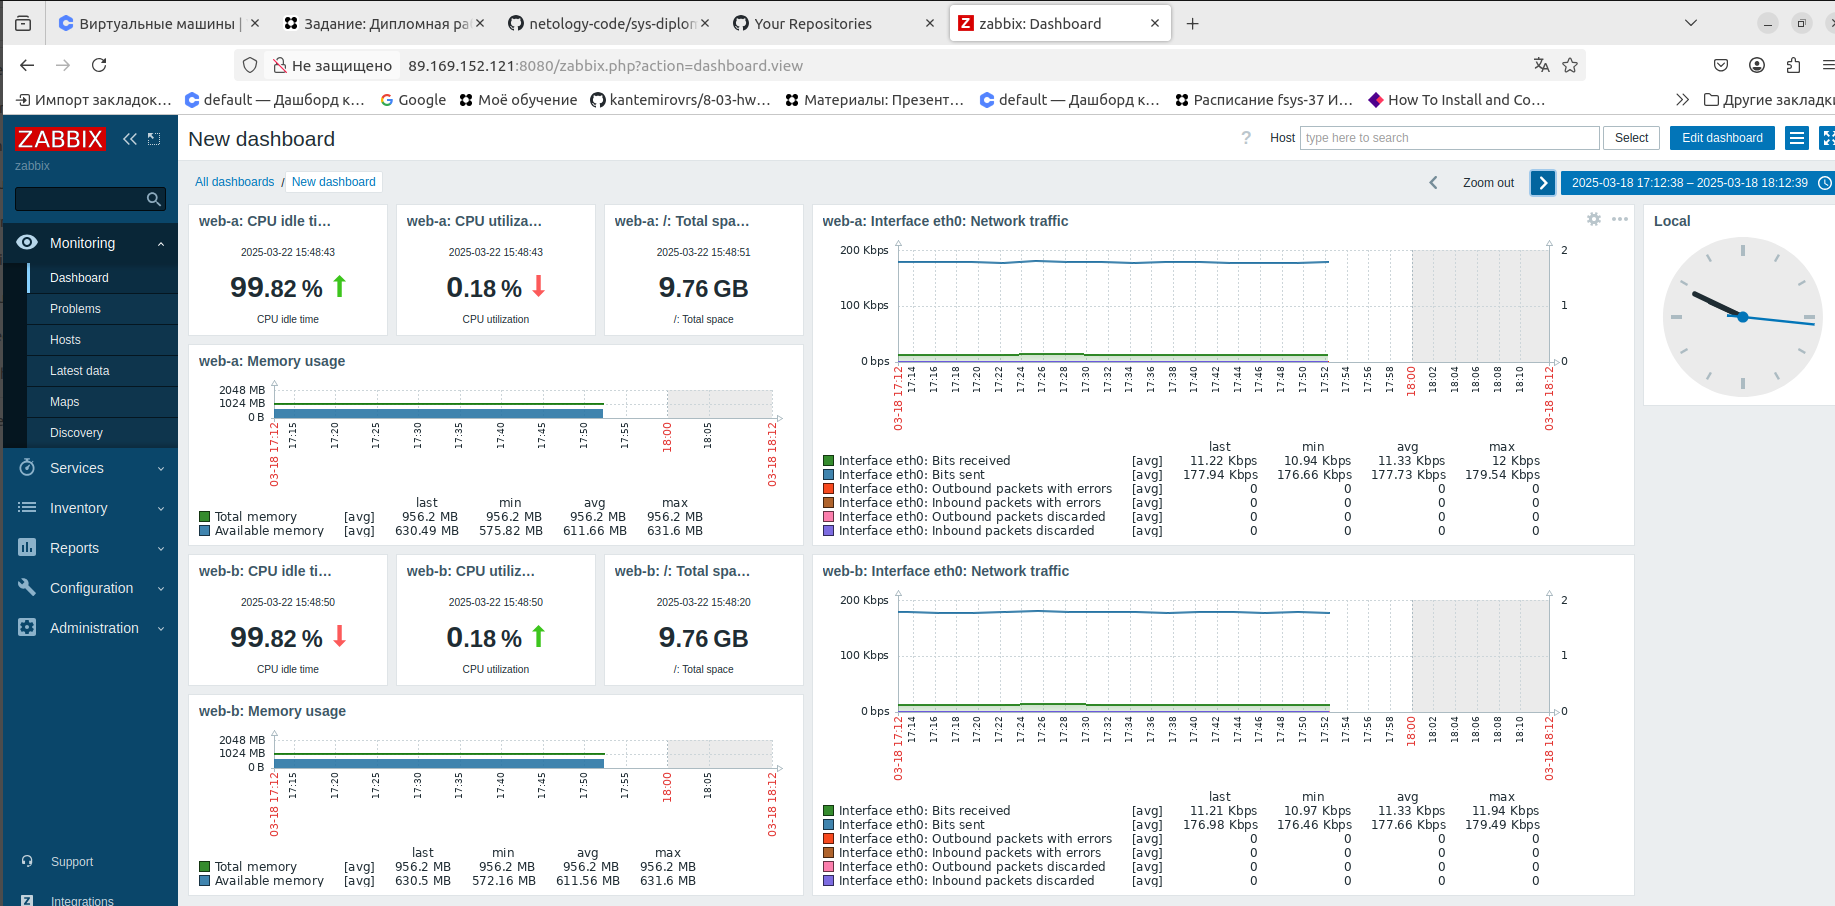 Виртуальные машины |
Задание: Дипломная ра
netology-code/sys-diplom
Your Repositories
zabbix: Dashboard
Не защищено
89.169.152.121:8080/zabbix.php?action=dashboard.view
Импорт закладок...
default — Дашборд к...
Google
Моё обучение
kantemirovrs/8-03-hw...
Материалы: Презент...
default — Дашборд к...
Расписание fsys-37 И...
How To Install and Co...
Другие закладки
ZABBIX
zabbix
Monitoring
Dashboard
Problems
Hosts
Latest data
Maps
Discovery
Services
Inventory
Reports
Configuration
Administration
Support
Integrations
New dashboard
?
Host
type here to search
Select
Edit dashboard
All dashboards / New dashboard
Zoom out
2025-03-18 17:12:38 – 2025-03-18 18:12:39
web-a: CPU idle ti...
2025-03-22 15:48:43
99.82 %
CPU idle time
web-a: CPU utiliza...
2025-03-22 15:48:43
0.18 %
CPU utilization
web-a: /: Total spa...
2025-03-22 15:48:51
9.76 GB
/: Total space
web-a: Memory usage
2048 MB
1024 MB
0 B
03-18 17:12 17:15 17:20 17:25 17:30 17:35 17:40 17:45 17:50 17:55 18:00 18:05 03-18 18:12
last min avg max
Total memory [avg] 956.2 MB 956.2 MB 956.2 MB 956.2 MB
Available memory [avg] 630.49 MB 575.82 MB 611.66 MB 631.6 MB
web-a: Interface eth0: Network traffic
200 Kbps 2
100 Kbps 1
0 bps 0
03-18 17:12 17:14 17:16 17:18 17:20 17:22 17:24 17:26 17:28 17:30 17:32 17:34 17:36 17:38 17:40 17:42 17:44 17:46 17:48 17:50 17:52 17:54 17:56 17:58 18:00 18:02 18:04 18:06 18:08 18:10 03-18 18:12
last min avg max
Interface eth0: Bits received [avg] 11.22 Kbps 10.94 Kbps 11.33 Kbps 12 Kbps
Interface eth0: Bits sent [avg] 177.94 Kbps 176.66 Kbps 177.73 Kbps 179.54 Kbps
Interface eth0: Outbound packets with errors [avg] 0 0 0 0
Interface eth0: Inbound packets with errors [avg] 0 0 0 0
Interface eth0: Outbound packets discarded [avg] 0 0 0 0
Interface eth0: Inbound packets discarded [avg] 0 0 0 0
Local
web-b: CPU idle ti...
2025-03-22 15:48:50
99.82 %
CPU idle time
web-b: CPU utiliz...
2025-03-22 15:48:50
0.18 %
CPU utilization
web-b: /: Total spa...
2025-03-22 15:48:20
9.76 GB
/: Total space
web-b: Memory usage
2048 MB
1024 MB
0 B
03-18 17:12 17:15 17:20 17:25 17:30 17:35 17:40 17:45 17:50 17:55 18:00 18:05 03-18 18:12
last min avg max
Total memory [avg] 956.2 MB 956.2 MB 956.2 MB 956.2 MB
Available memory [avg] 630.5 MB 572.16 MB 611.56 MB 631.6 MB
web-b: Interface eth0: Network traffic
200 Kbps 2
100 Kbps 1
0 bps 0
03-18 17:12 17:14 17:16 17:18 17:20 17:22 17:24 17:26 17:28 17:30 17:32 17:34 17:36 17:38 17:40 17:42 17:44 17:46 17:48 17:50 17:52 17:54 17:56 17:58 18:00 18:02 18:04 18:06 18:08 18:10 03-18 18:12
last min avg max
Interface eth0: Bits received [avg] 11.21 Kbps 10.97 Kbps 11.33 Kbps 11.94 Kbps
Interface eth0: Bits sent [avg] 176.98 Kbps 176.46 Kbps 177.66 Kbps 179.49 Kbps
Interface eth0: Outbound packets with errors [avg] 0 0 0 0
Interface eth0: Inbound packets with errors [avg] 0 0 0 0
Interface eth0: Outbound packets discarded [avg] 0 0 0 0
Interface eth0: Inbound packets discarded [avg] 0 0 0 0